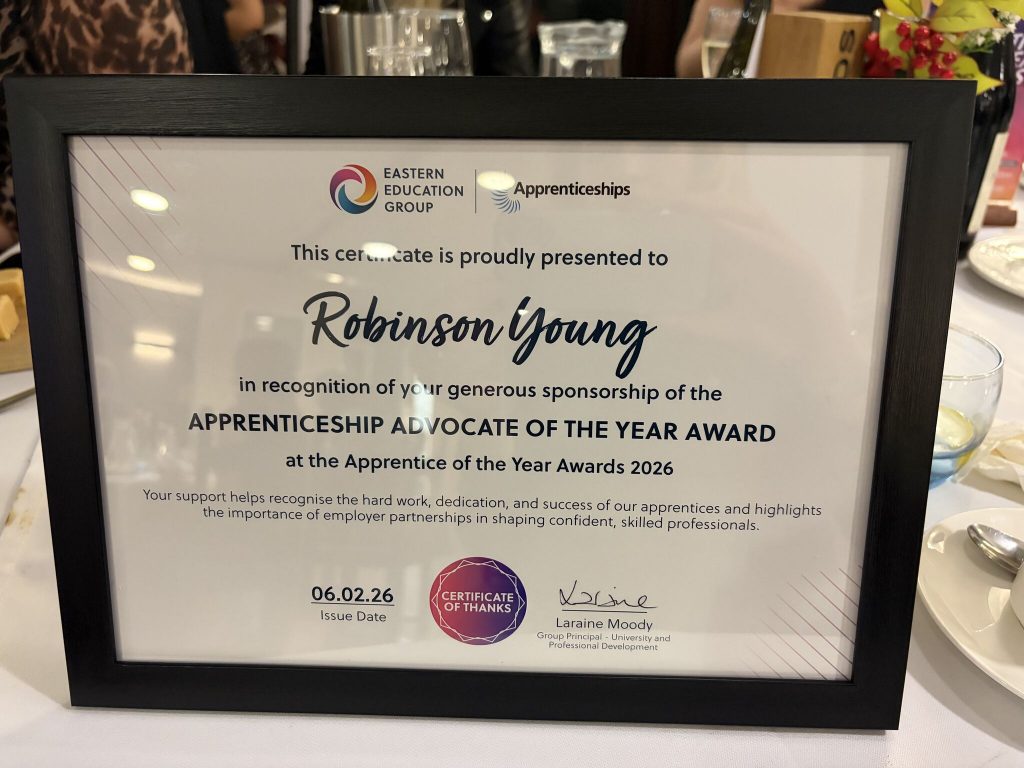 EASTERN
EDUCATION
GROUP
Apprenticeships
This certificate is proudly presented to
Robinson Young
in recognition of your generous sponsorship of the
APPRENTICESHIP ADVOCATE OF THE YEAR AWARD
at the Apprentice of the Year Awards 2026
Your support helps recognise the hard work, dedication, and success of our apprentices and highlights
the importance of employer partnerships in shaping confident, skilled professionals.
06.02.26
Issue Date
CERTIFICATE
OF THANKS
Laraine
Laraine Moody
Group Principal - University and
Professional Development